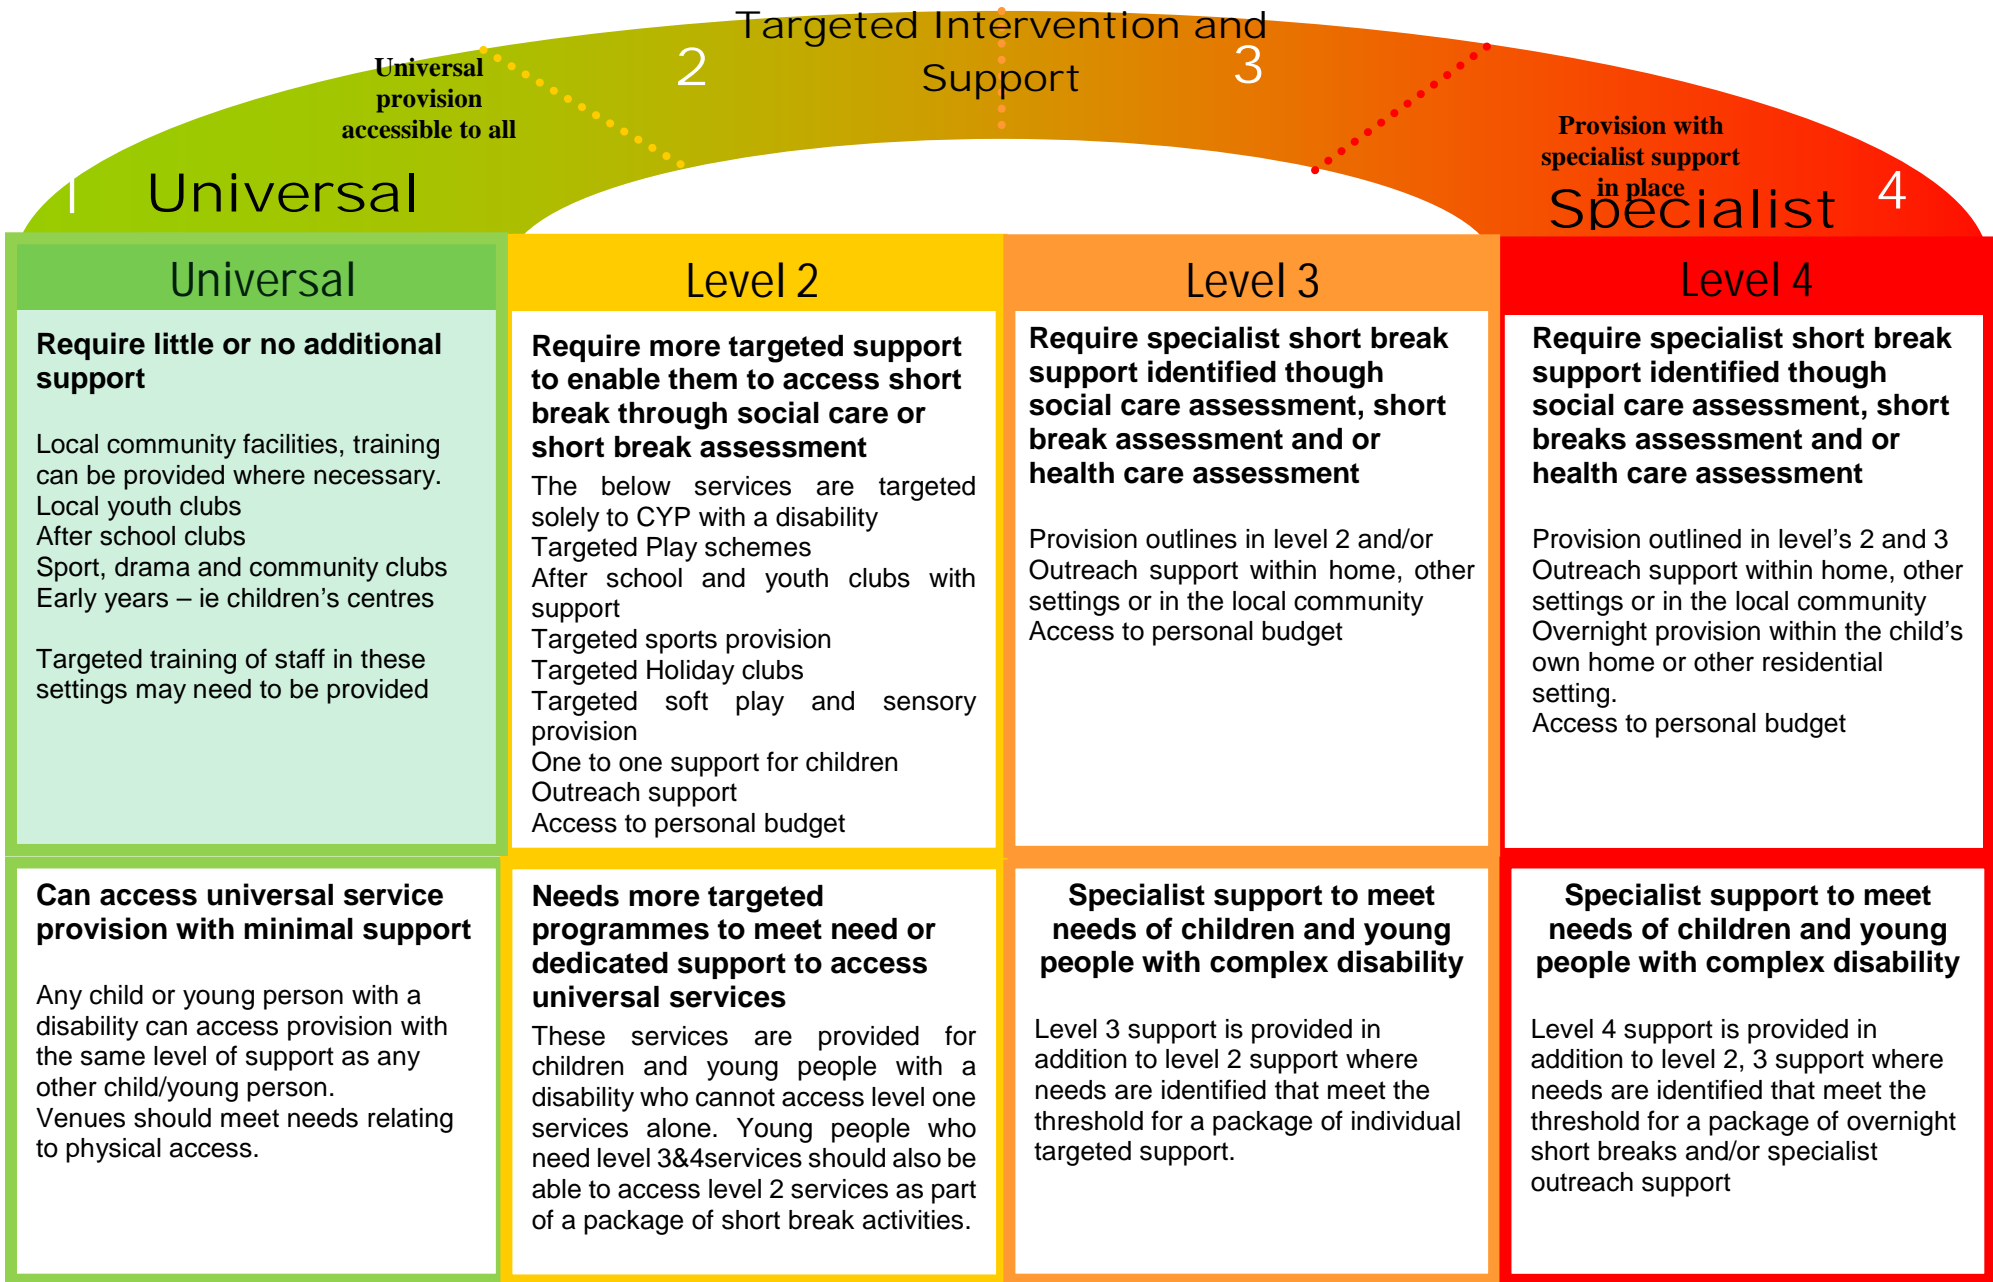 Targeted Intervention and
Support
Universal
provision
accessible to all
2
3
Provision with
specialist support
in place
1
Universal
Specialist
4
Universal
Require little or no additional
support
Local community facilities, training
can be provided where necessary.
Local youth clubs
After school clubs
Sport, drama and community clubs
Early years – ie children’s centres
Targeted training of staff in these
settings may need to be provided
Level 2
Require more targeted support
to enable them to access short
break through social care or
short break assessment
The below services are targeted
solely to CYP with a disability
Targeted Play schemes
After school and youth clubs with
support
Targeted sports provision
Targeted Holiday clubs
Targeted soft play and sensory
provision
One to one support for children
Outreach support
Access to personal budget
Level 3
Require specialist short break
support identified though
social care assessment, short
break assessment and or
health care assessment
Provision outlines in level 2 and/or
Outreach support within home, other
settings or in the local community
Access to personal budget
Level 4
Require specialist short break
support identified though
social care assessment, short
breaks assessment and or
health care assessment
Provision outlined in level’s 2 and 3
Outreach support within home, other
settings or in the local community
Overnight provision within the child’s
own home or other residential
setting.
Access to personal budget
Can access universal service
provision with minimal support
Any child or young person with a
disability can access provision with
the same level of support as any
other child/young person.
Venues should meet needs relating
to physical access.
Needs more targeted
programmes to meet need or
dedicated support to access
universal services
These services are provided for
children and young people with a
disability who cannot access level one
services alone. Young people who
need level 3&4services should also be
able to access level 2 services as part
of a package of short break activities.
Specialist support to meet
needs of children and young
people with complex disability
Level 3 support is provided in
addition to level 2 support where
needs are identified that meet the
threshold for a package of individual
targeted support.
Specialist support to meet
needs of children and young
people with complex disability
Level 4 support is provided in
addition to level 2, 3 support where
needs are identified that meet the
threshold for a package of overnight
short breaks and/or specialist
outreach support